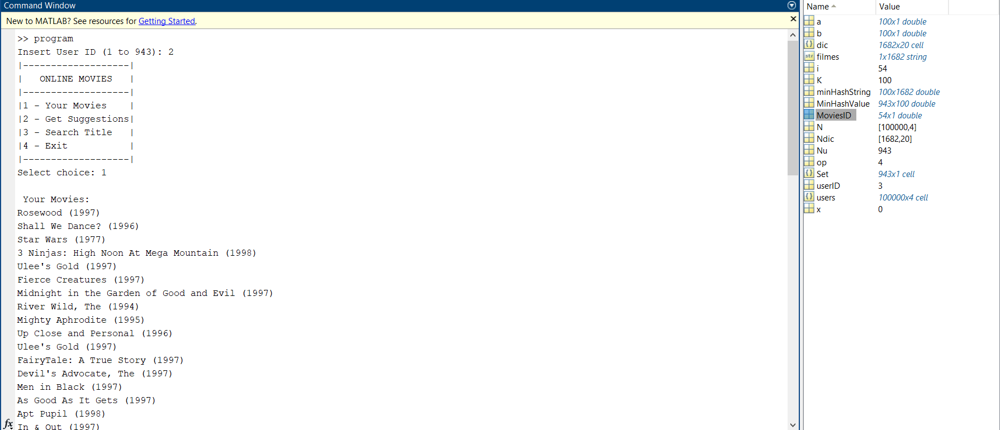 Command Window
New to MATLAB? See resources for Getting Started.
>> program
Insert User ID (1 to 943): 2
|-------------------|
|   ONLINE MOVIES   |
|-------------------|
|1 - Your Movies    |
|2 - Get Suggestions|
|3 - Search Title   |
|4 - Exit           |
|-------------------|
Select choice: 1
Your Movies:
Rosewood (1997)
Shall We Dance? (1996)
Star Wars (1977)
3 Ninjas: High Noon At Mega Mountain (1998)
Ulee's Gold (1997)
Fierce Creatures (1997)
Midnight in the Garden of Good and Evil (1997)
River Wild, The (1994)
Mighty Aphrodite (1995)
Up Close and Personal (1996)
Ulee's Gold (1997)
FairyTale: A True Story (1997)
Devil's Advocate, The (1997)
Men in Black (1997)
As Good As It Gets (1997)
Apt Pupil (1998)
fx In & Out (1997)
Name Value
a 100x1 double
b 100x1 double
{} dic 1682x20 cell
str filmes 1x1682 string
i 54
K 100
minHashString 100x1682 double
MinHashValue 943x100 double
MoviesID 54x1 double
N [100000,4]
Ndic [1682,20]
Nu 943
op 4
{} Set 943x1 cell
userID 3
{} users 100000x4 cell
x 0